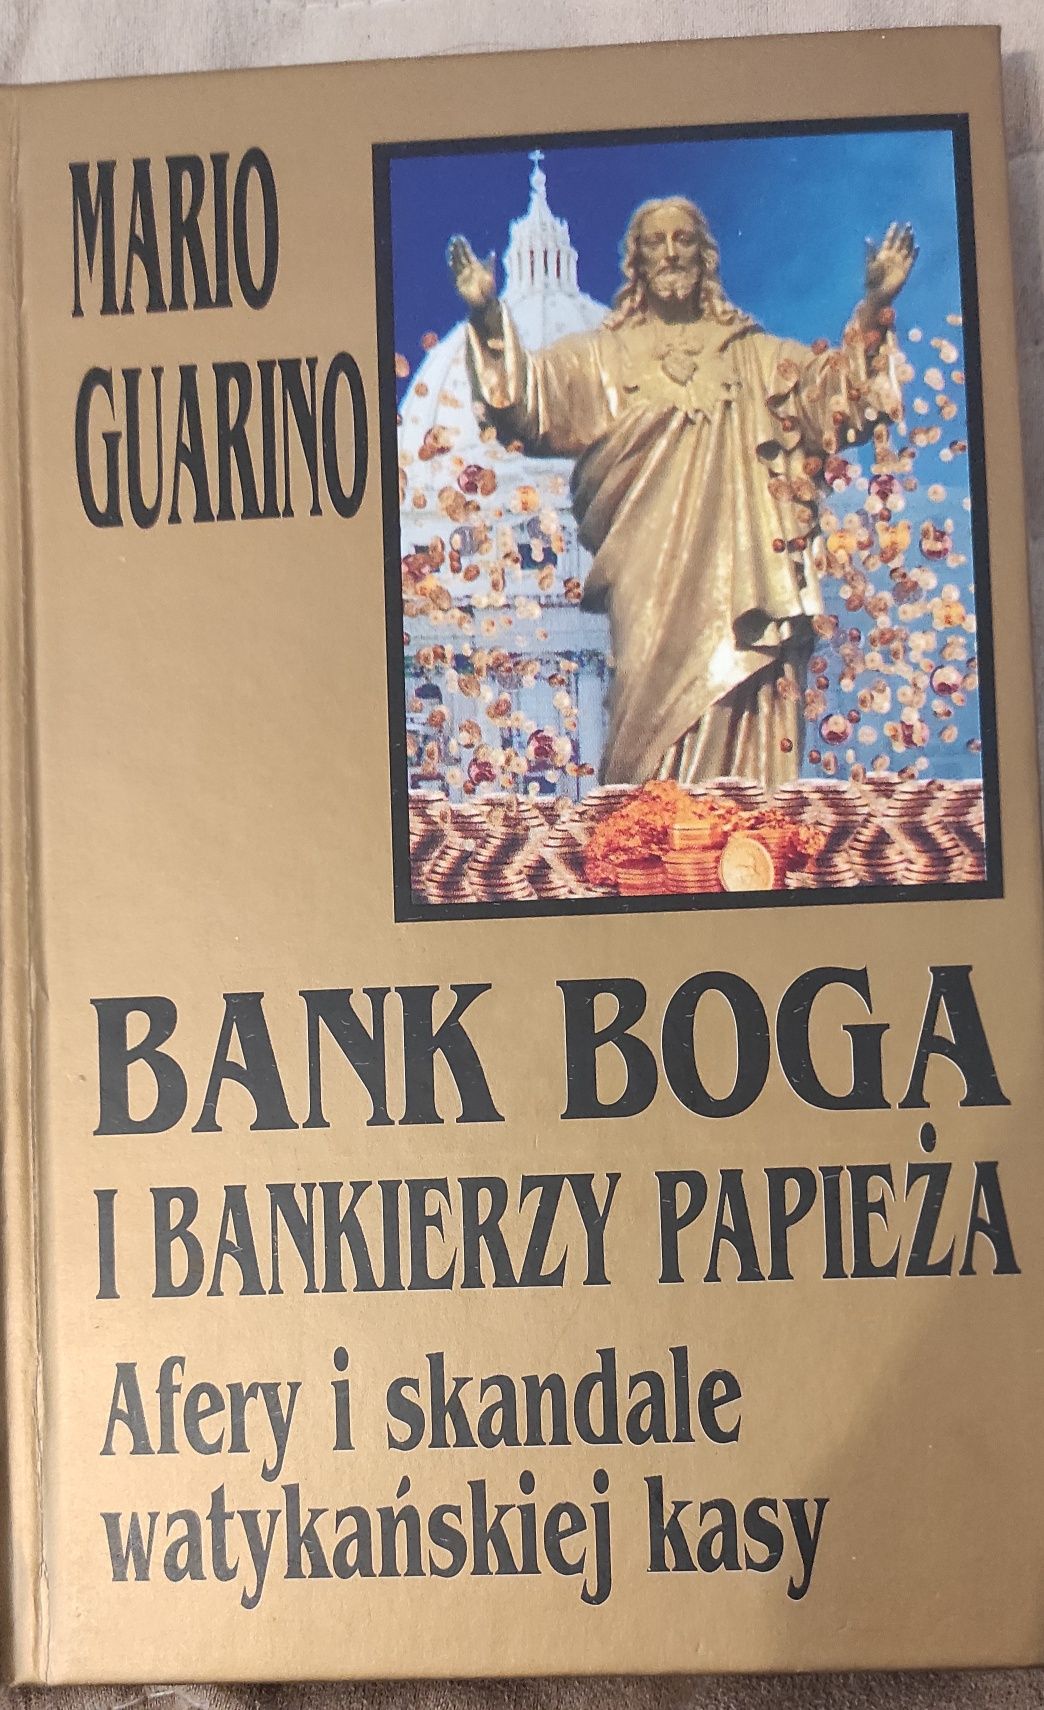 MARIO
GUARINO
BANK BOGA
I BANKIERZY PAPIEŻA
Afery i skandale
watykańskiej kasy